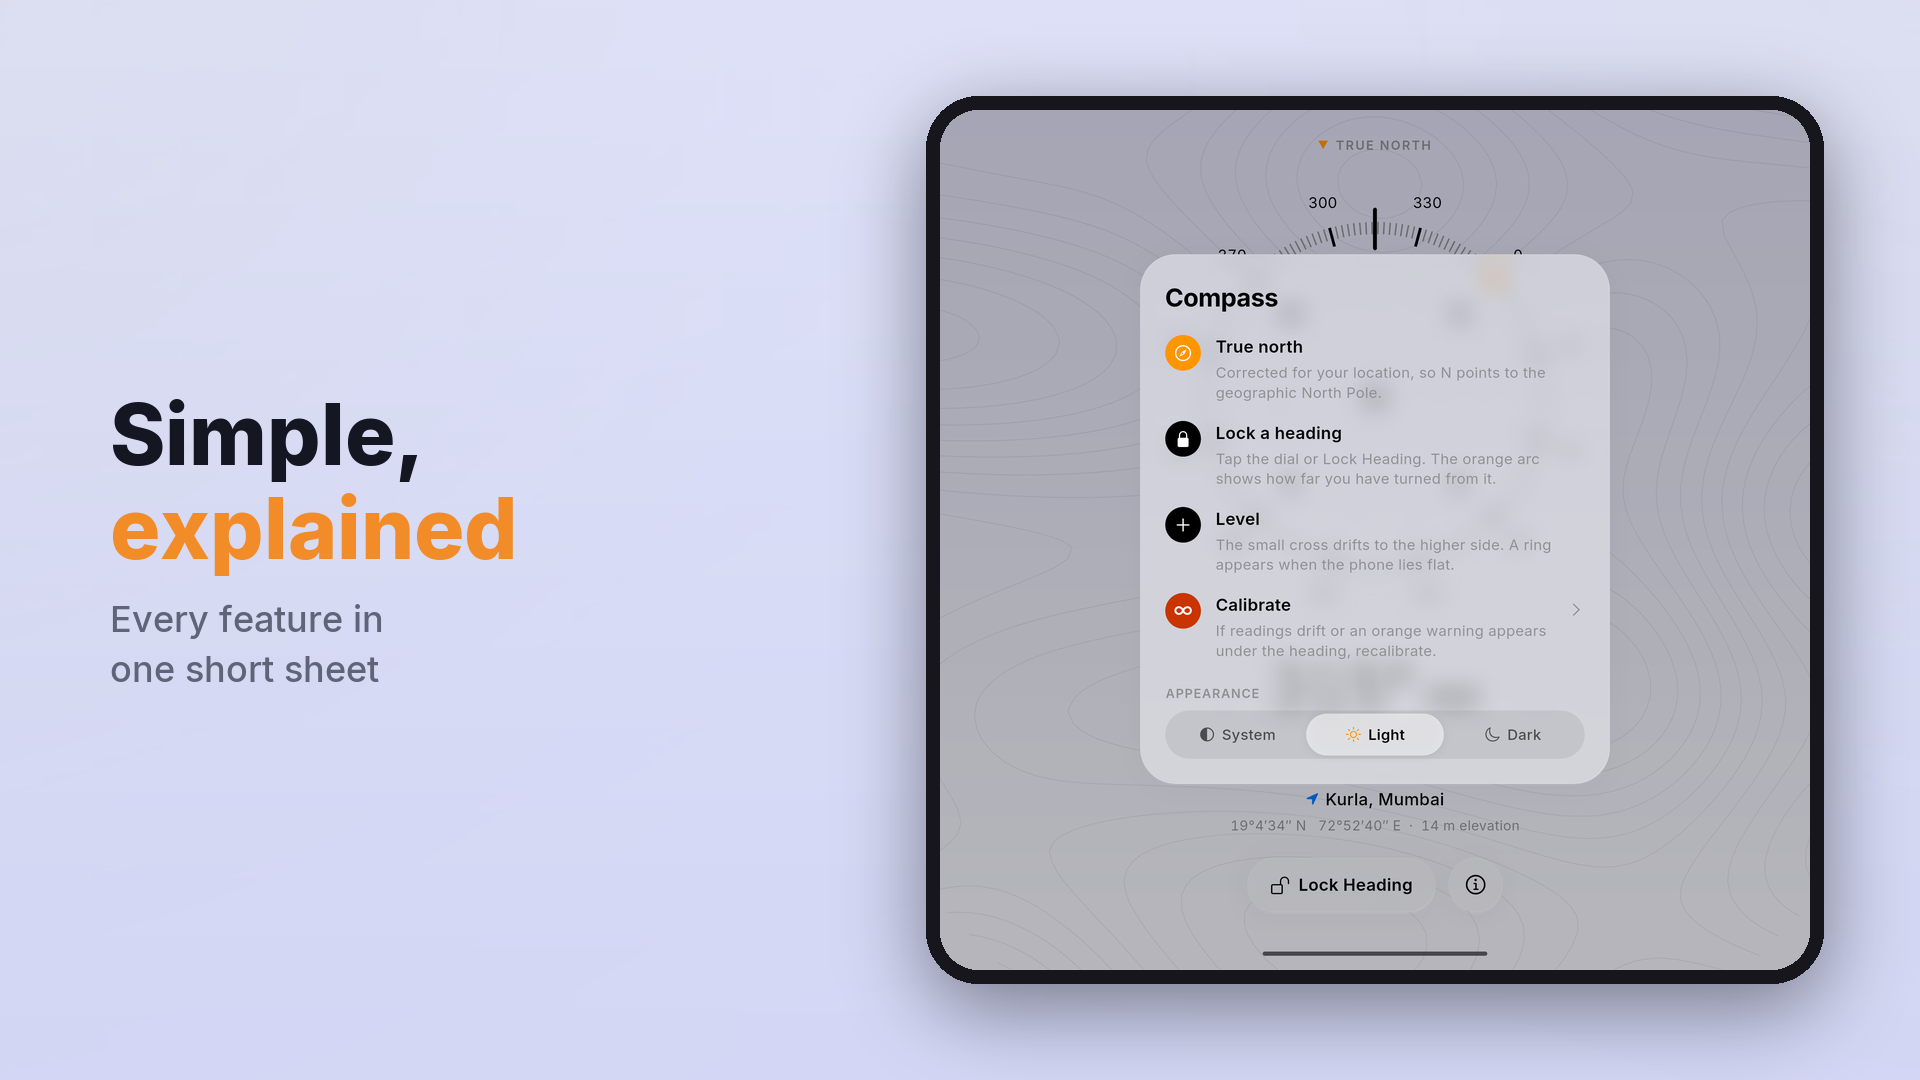 Simple,
explained
Every feature in
one short sheet
TRUE NORTH
300 330
270 0
Compass
True north
Corrected for your location, so N points to the
geographic North Pole.
Lock a heading
Tap the dial or Lock Heading. The orange arc
shows how far you have turned from it.
Level
The small cross drifts to the higher side. A ring
appears when the phone lies flat.
Calibrate
If readings drift or an orange warning appears
under the heading, recalibrate.
APPEARANCE
System Light Dark
Kurla, Mumbai
19°4′34″ N 72°52′40″ E · 14 m elevation
Lock Heading